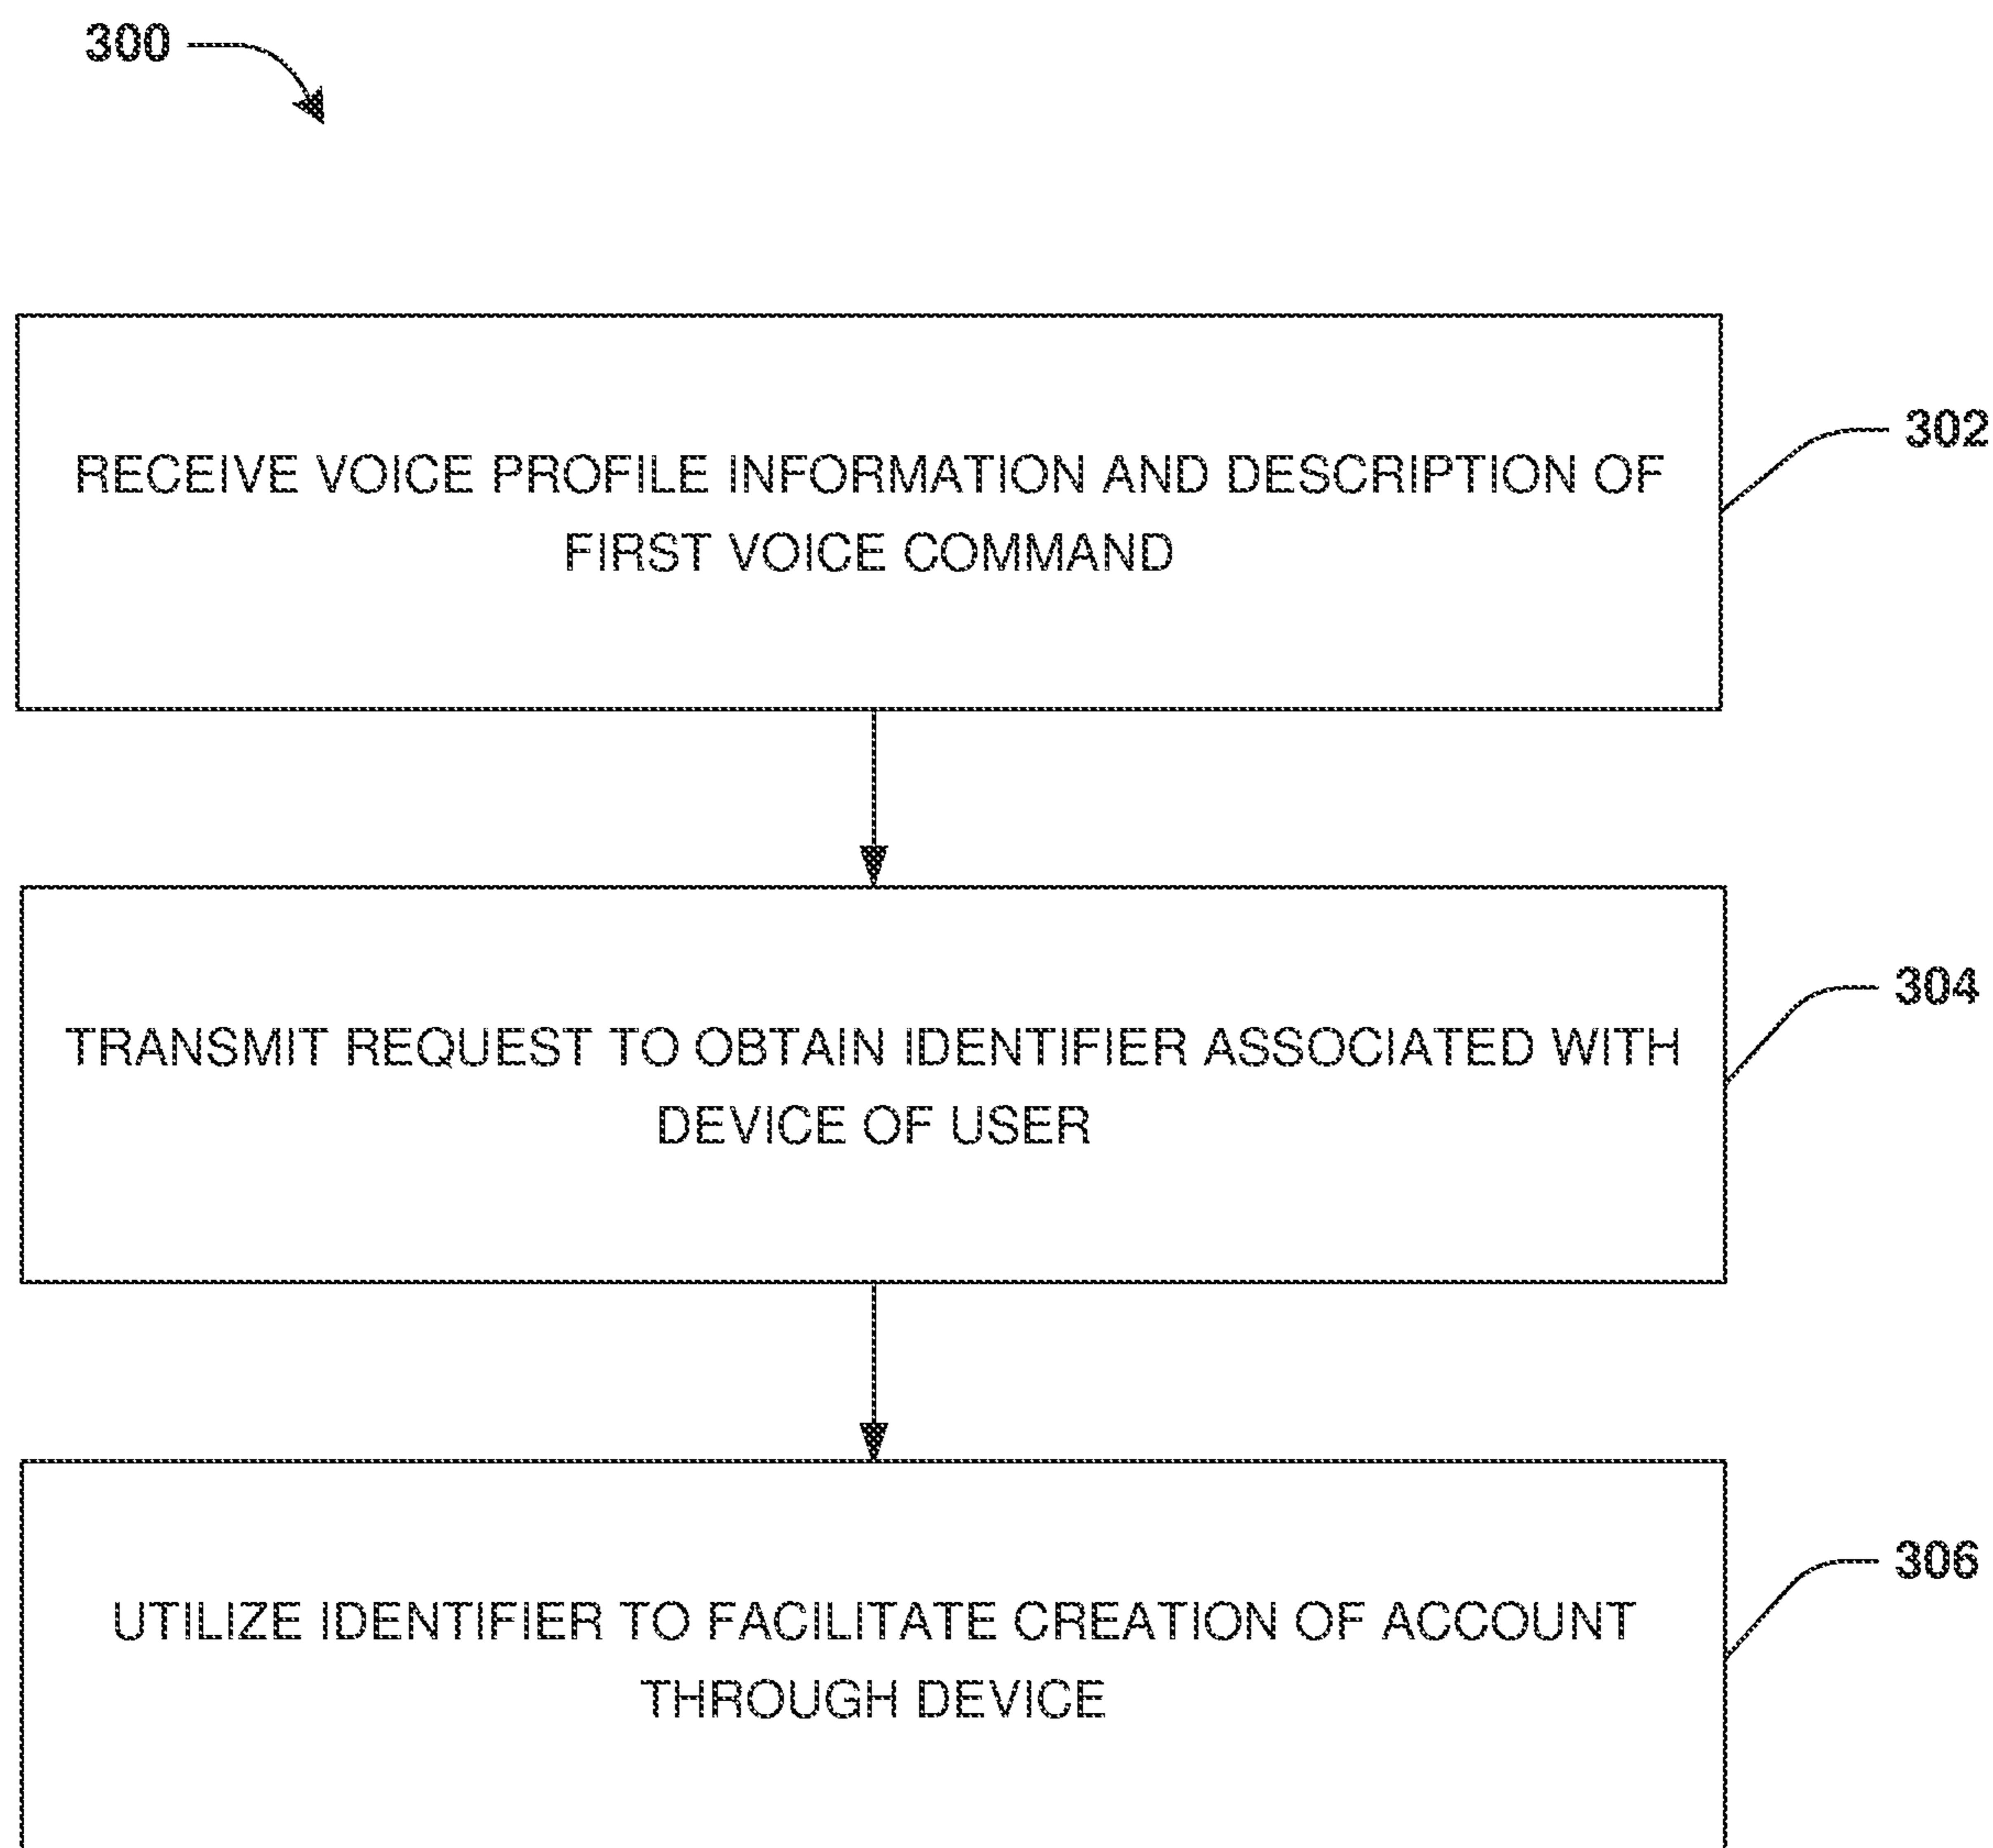 300
RECEIVE VOICE PROFILE INFORMATION AND DESCRIPTION OF
FIRST VOICE COMMAND
302
TRANSMIT REQUEST TO OBTAIN IDENTIFIER ASSOCIATED WITH
DEVICE OF USER
304
UTILIZE IDENTIFIER TO FACILITATE CREATION OF ACCOUNT
THROUGH DEVICE
306